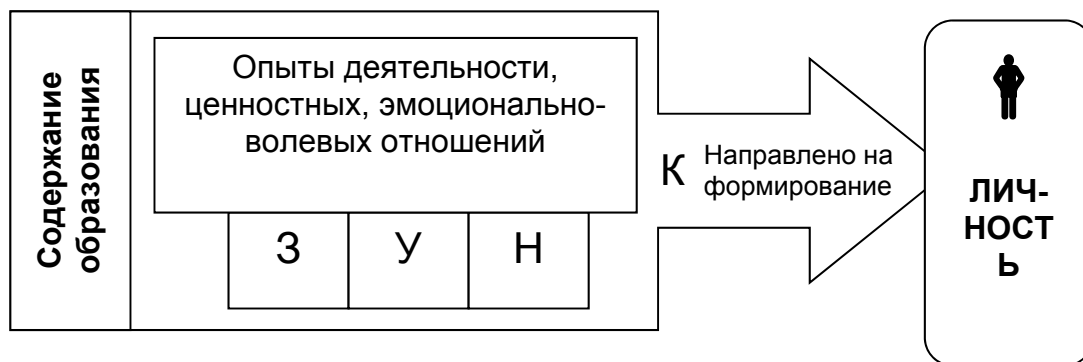 Содержание
образования
Опыты деятельности,
ценностных, эмоционально-
волевых отношений
З
У
Н
К
Направлено на
формирование
ЛИЧ-
НОСТ
Ь